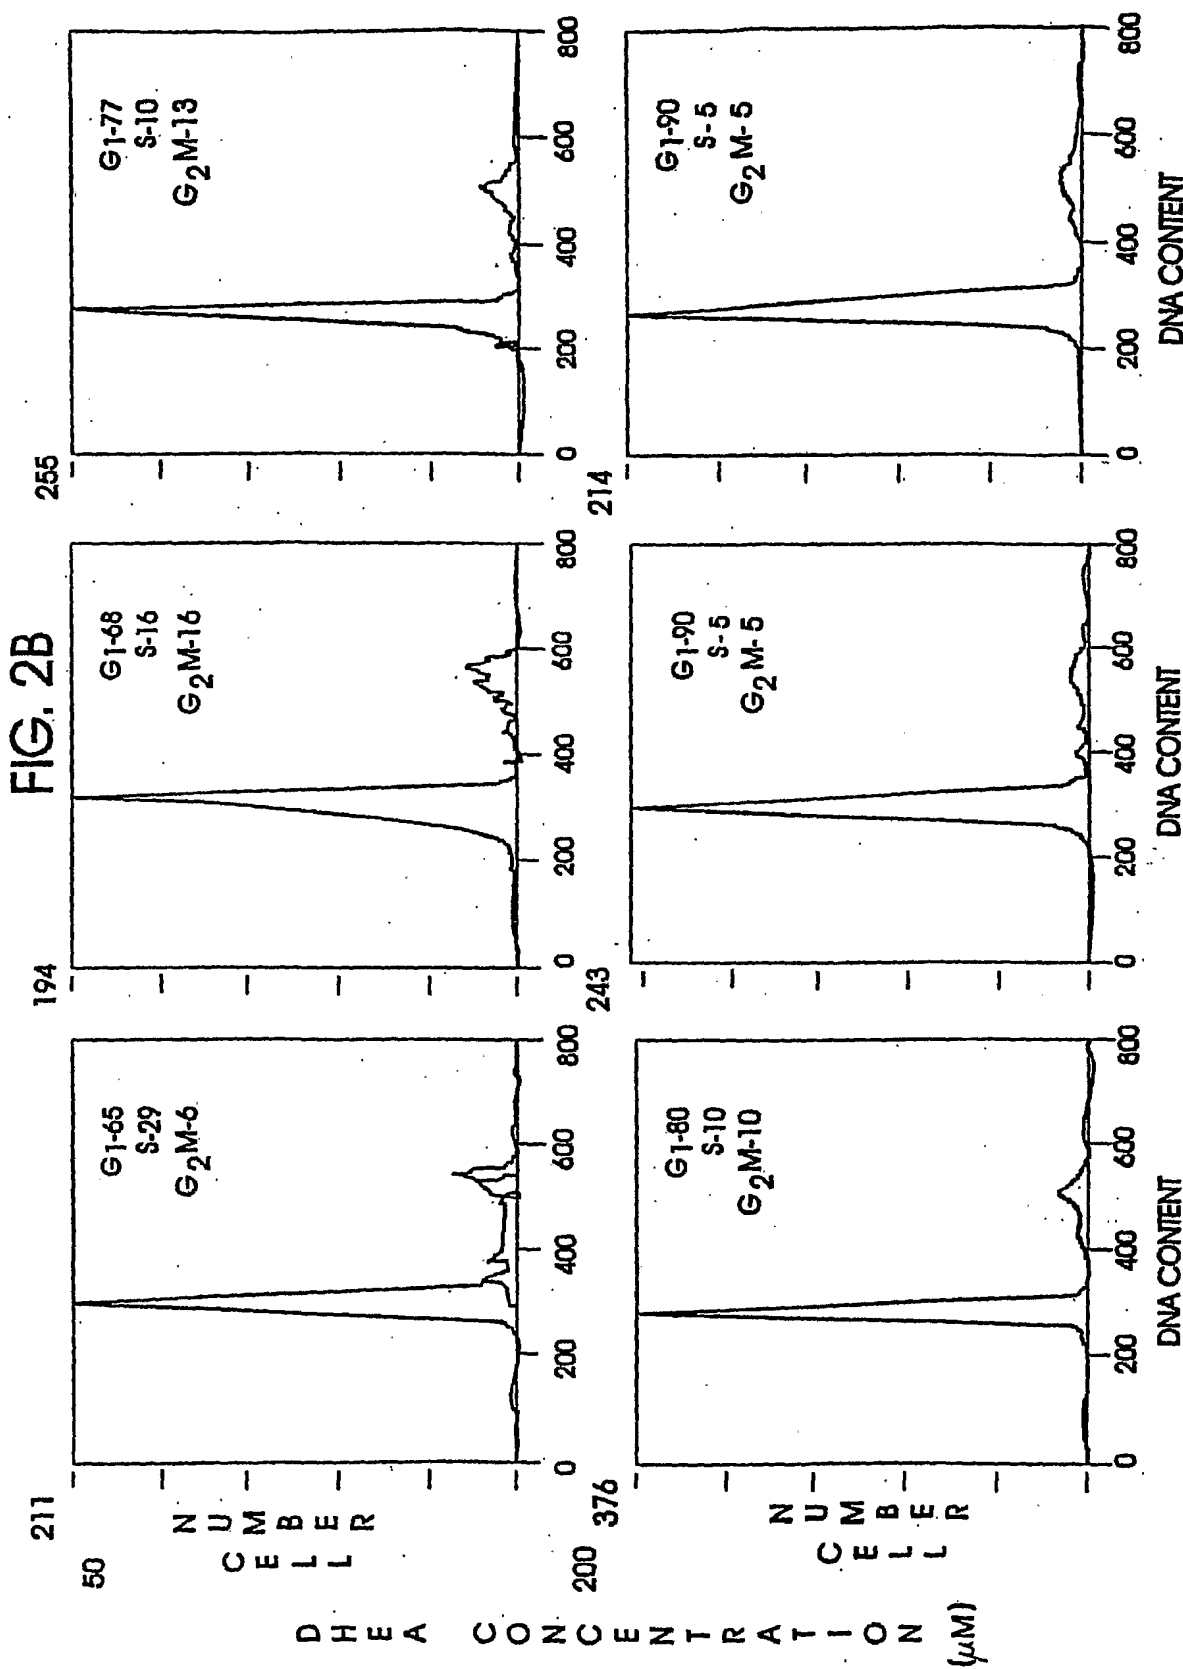 FIG. 2B
DHEA CONCENTRATION
(μM)
50
CELL
NUMBER
211
G1-65
S-29
G2M-6
0 200 400 600 800
194
G1-68
S-16
G2M-16
0 200 400 600 800
255
G1-77
S-10
G2M-13
0 200 400 600 800
200
CELL
NUMBER
376
G1-80
S-10
G2M-10
0 200 400 600 800
DNA CONTENT
243
G1-90
S-5
G2M-5
0 200 400 600 800
DNA CONTENT
214
G1-90
S-5
G2M-5
0 200 400 600 800
DNA CONTENT